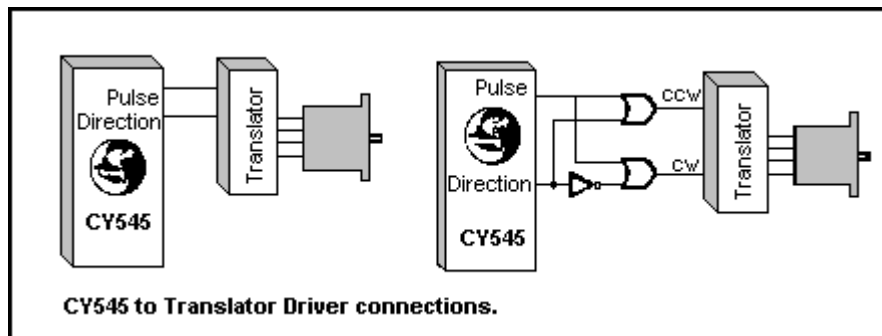 Pulse
Direction
CY545
Translator
Pulse
Direction
CY545
CCW
CW
Translator
CY545 to Translator Driver connections.